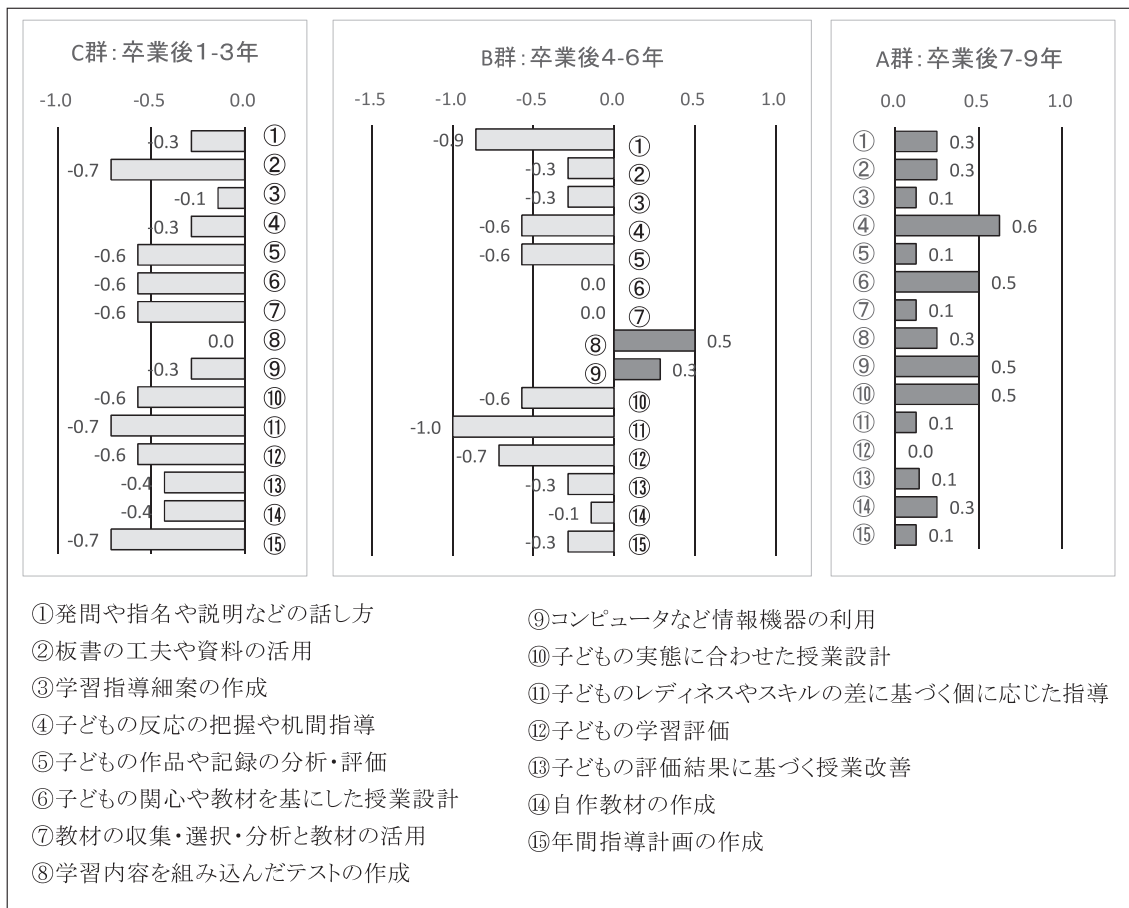 C群：卒業後1-3年
-1.0 -0.5 0.0
-0.3 ①
-0.7 ②
-0.1 ③
-0.3 ④
-0.6 ⑤
-0.6 ⑥
-0.6 ⑦
0.0 ⑧
-0.3 ⑨
-0.6 ⑩
-0.7 ⑪
-0.6 ⑫
-0.4 ⑬
-0.4 ⑭
-0.7 ⑮
B群：卒業後4-6年
-1.5 -1.0 -0.5 0.0 0.5 1.0
-0.9 ①
-0.3 ②
-0.3 ③
-0.6 ④
-0.6 ⑤
0.0 ⑥
0.0 ⑦
⑧ 0.5
⑨ 0.3
-0.6 ⑩
-1.0 ⑪
-0.7 ⑫
-0.3 ⑬
-0.1 ⑭
-0.3 ⑮
A群：卒業後7-9年
0.0 0.5 1.0
① 0.3
② 0.3
③ 0.1
④ 0.6
⑤ 0.1
⑥ 0.5
⑦ 0.1
⑧ 0.3
⑨ 0.5
⑩ 0.5
⑪ 0.1
⑫ 0.0
⑬ 0.1
⑭ 0.3
⑮ 0.1
①発問や指名や説明などの話し方
②板書の工夫や資料の活用
③学習指導細案の作成
④子どもの反応の把握や机間指導
⑤子どもの作品や記録の分析・評価
⑥子どもの関心や教材を基にした授業設計
⑦教材の収集・選択・分析と教材の活用
⑧学習内容を組み込んだテストの作成
⑨コンピュータなど情報機器の利用
⑩子どもの実態に合わせた授業設計
⑪子どものレディネスやスキルの差に基づく個に応じた指導
⑫子どもの学習評価
⑬子どもの評価結果に基づく授業改善
⑭自作教材の作成
⑮年間指導計画の作成